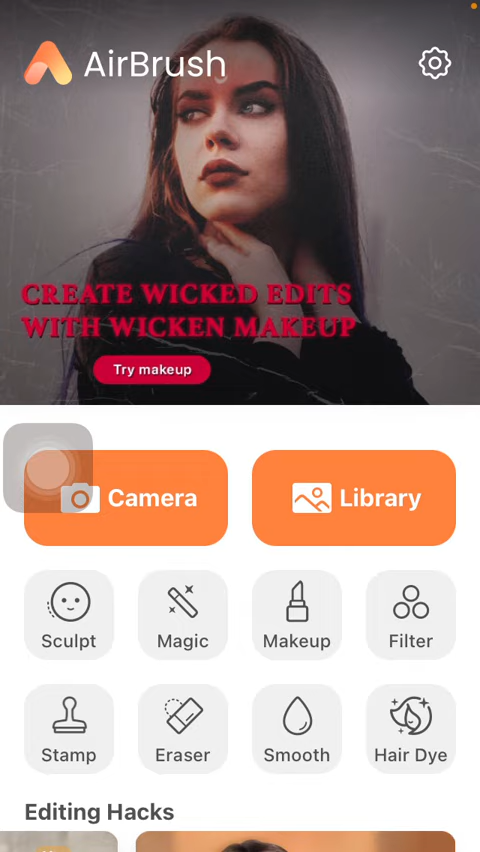 AirBrush
CREATE WICKED EDITS
WITH WICKEN MAKEUP
Try makeup
Camera
Library
Sculpt
Magic
Makeup
Filter
Stamp
Eraser
Smooth
Hair Dye
Editing Hacks